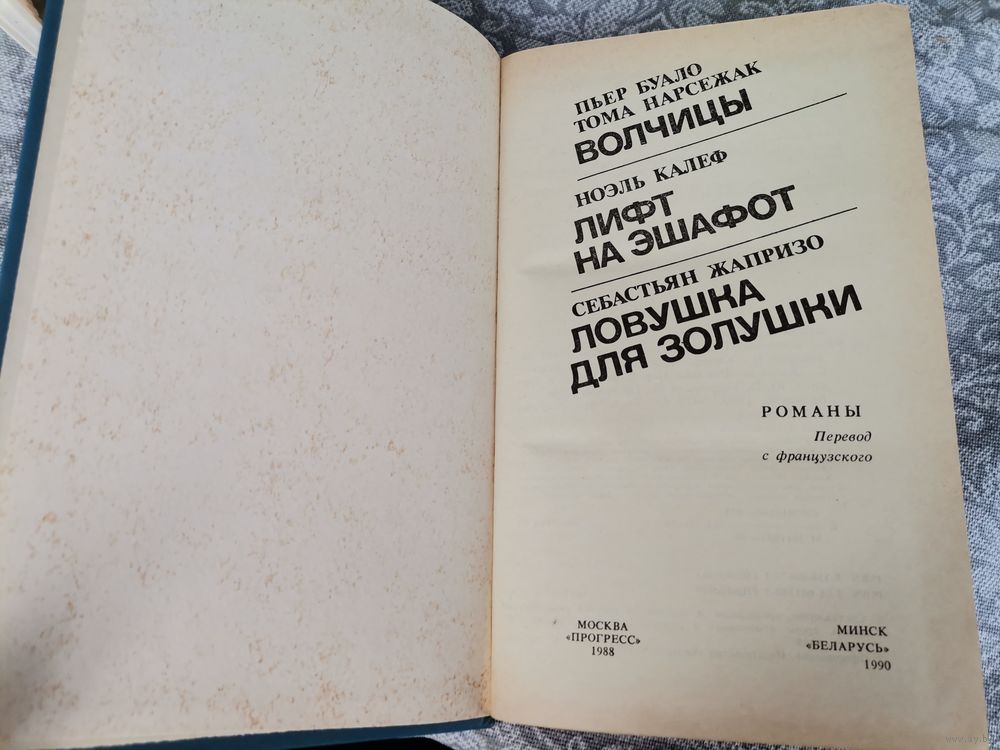 ПЬЕР БУАЛО
ТОМА НАРСЕЖАК
ВОЛЧИЦЫ
НОЭЛЬ КАЛЕФ
ЛИФТ
НА ЭШАФОТ
СЕБАСТЬЯН ЖАПРИЗО
ЛОВУШКА
ДЛЯ ЗОЛУШКИ
РОМАНЫ
Перевод
с французского
МОСКВА
«ПРОГРЕСС»
1988
МИНСК
«БЕЛАРУСЬ»
1990